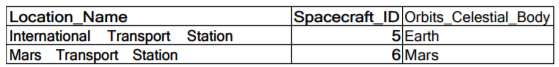 Location_Name Spacecraft_ID Orbits_Celestial_Body
International Transport Station 5 Earth
Mars Transport Station 6 Mars